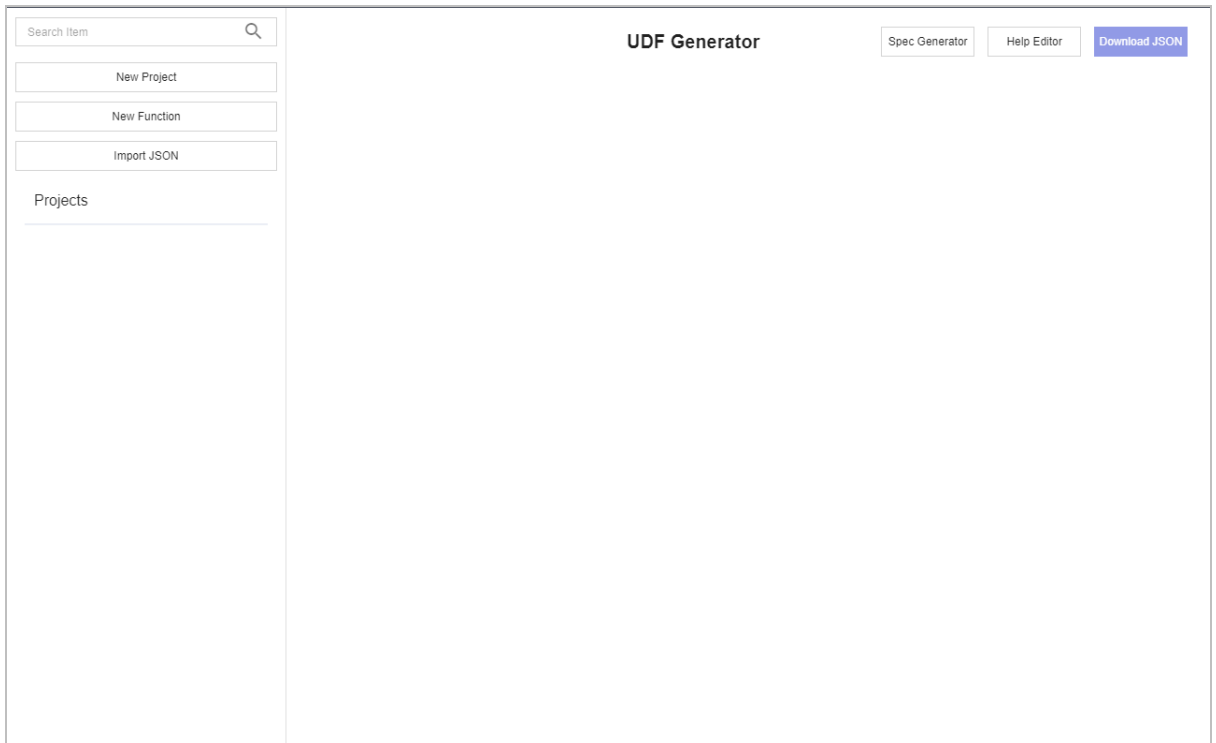 Search Item
New Project
New Function
Import JSON
Projects
UDF Generator
Spec Generator
Help Editor
Download JSON